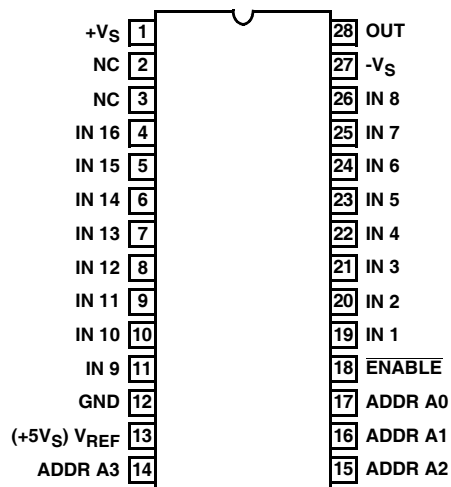 +VS 1 28 OUT
NC 2 27 -VS
NC 3 26 IN 8
IN 16 4 25 IN 7
IN 15 5 24 IN 6
IN 14 6 23 IN 5
IN 13 7 22 IN 4
IN 12 8 21 IN 3
IN 11 9 20 IN 2
IN 10 10 19 IN 1
IN 9 11 18 ENABLE
GND 12 17 ADDR A0
(+5VS) VREF 13 16 ADDR A1
ADDR A3 14 15 ADDR A2